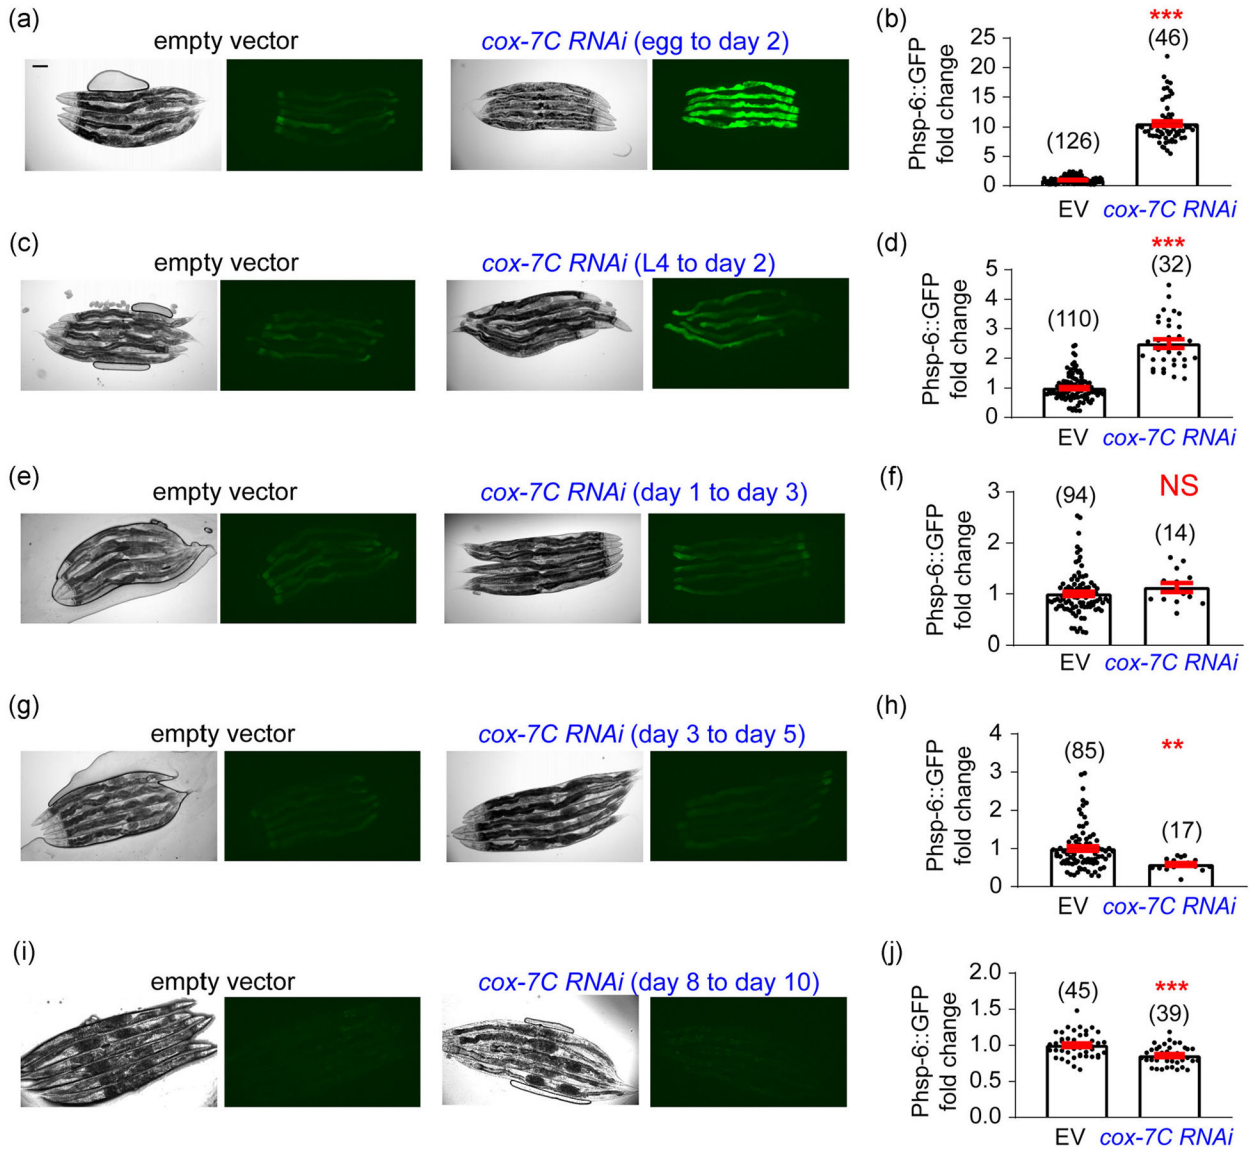 (a)
empty vector
cox-7C RNAi (egg to day 2)
(b)
Phsp-6::GFP
fold change
25
20
15
10
5
0
(126)
***
(46)
EV
cox-7C RNAi
(c)
empty vector
cox-7C RNAi (L4 to day 2)
(d)
Phsp-6::GFP
fold change
5
4
3
2
1
0
(110)
***
(32)
EV
cox-7C RNAi
(e)
empty vector
cox-7C RNAi (day 1 to day 3)
(f)
Phsp-6::GFP
fold change
3
2
1
0
(94)
NS
(14)
EV
cox-7C RNAi
(g)
empty vector
cox-7C RNAi (day 3 to day 5)
(h)
Phsp-6::GFP
fold change
4
3
2
1
0
(85)
**
(17)
EV
cox-7C RNAi
(i)
empty vector
cox-7C RNAi (day 8 to day 10)
(j)
Phsp-6::GFP
fold change
2.0
1.5
1.0
0.5
0.0
(45)
***
(39)
EV
cox-7C RNAi